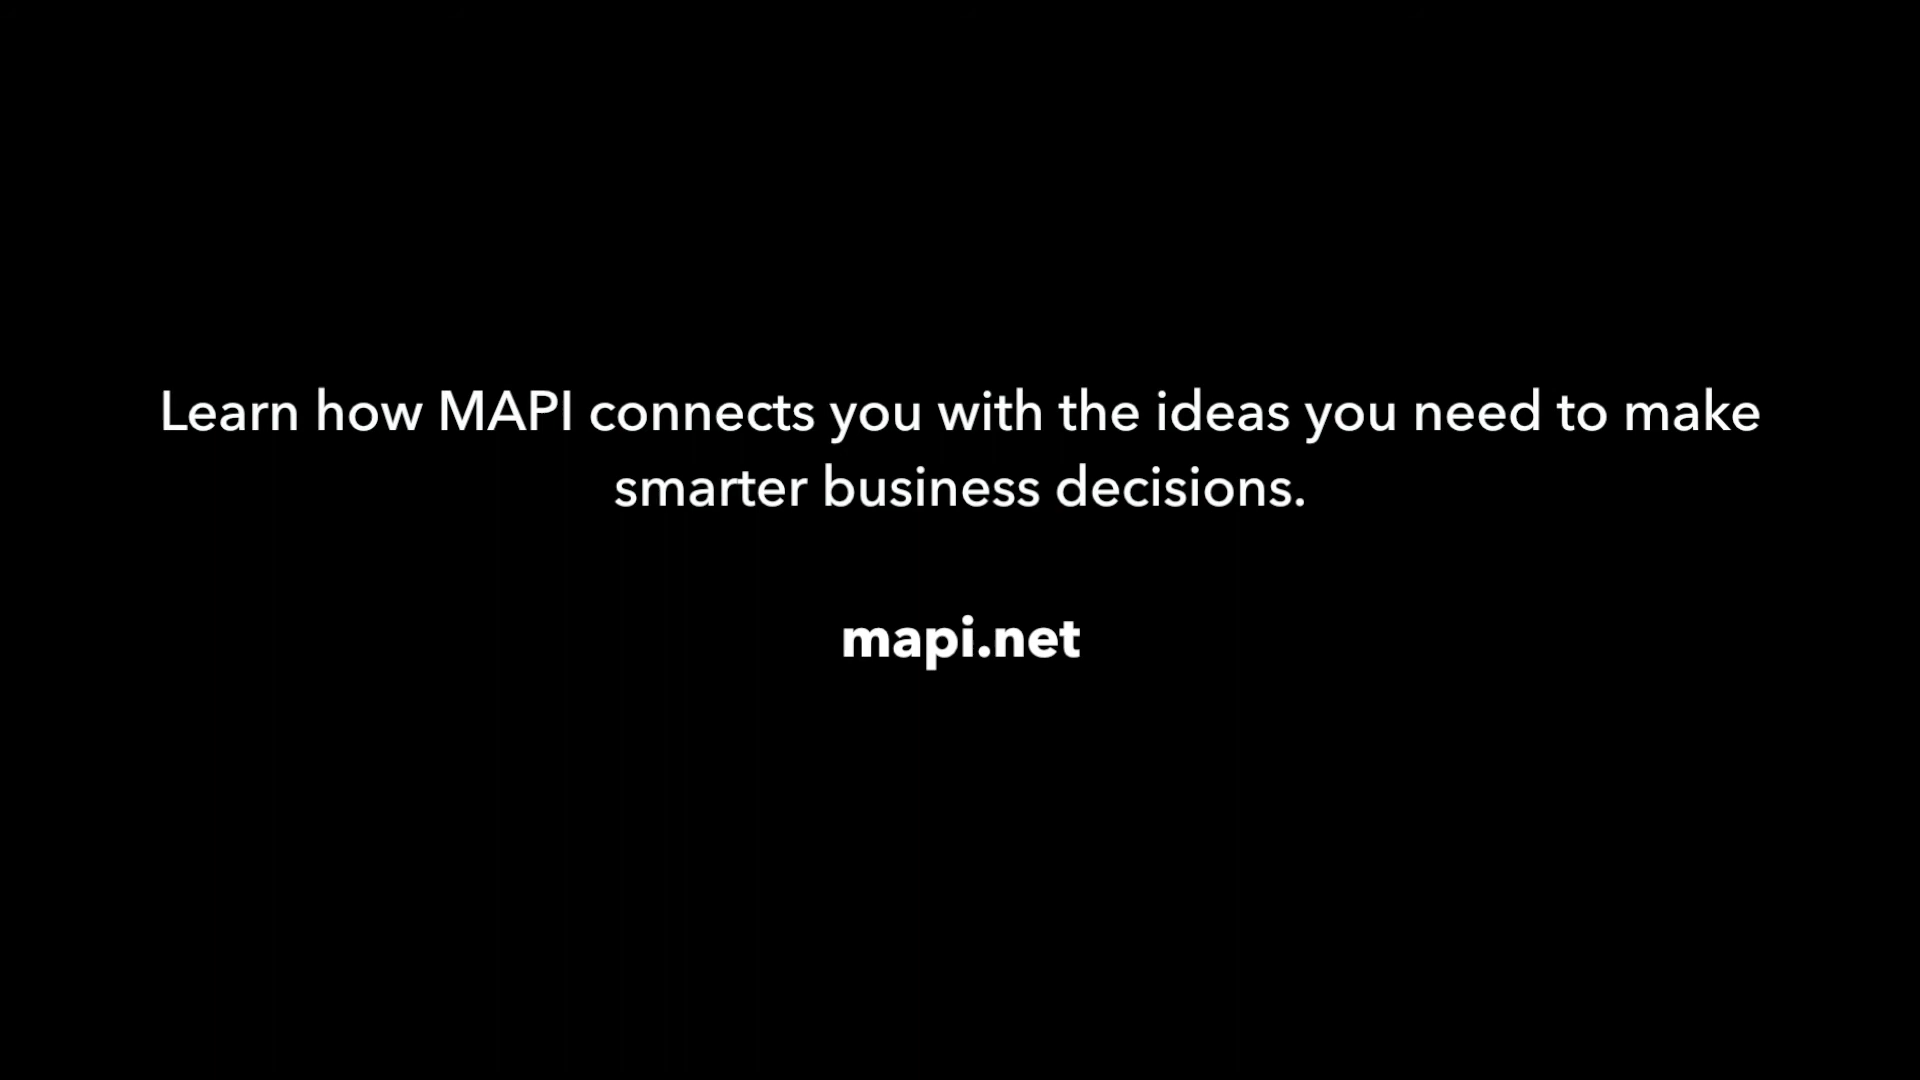 Learn how MAPI connects you with the ideas you need to make
smarter business decisions.
mapi.net